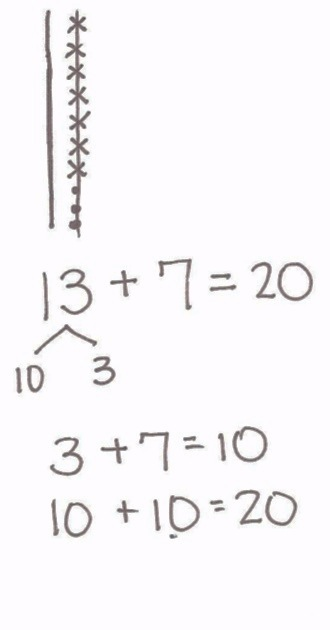 13 + 7 = 20
10 3
3 + 7 = 10
10 + 10 = 20